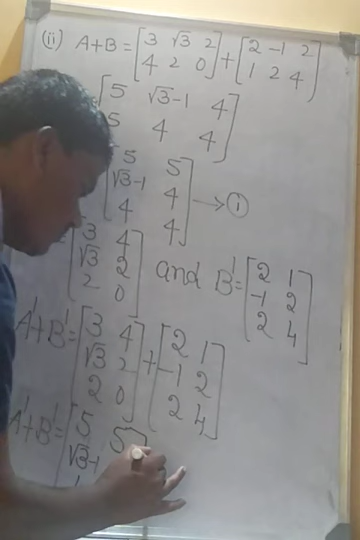 (ii) A+B = [3 √3 2] + [2 -1 2]
[4 2 0] [1 2 4]
[5 √3-1 4]
[5 4 4]
[5 5]
[√3-1 4] → ①
[4 4]
[3 4]
[√3 2] and B' = [2 1]
[2 0] [-1 2]
[2 4]
A'+B' = [3 4] + [2 1]
[√3 2] [-1 2]
[2 0] [2 4]
A'+B' = [5 5]
√3-1